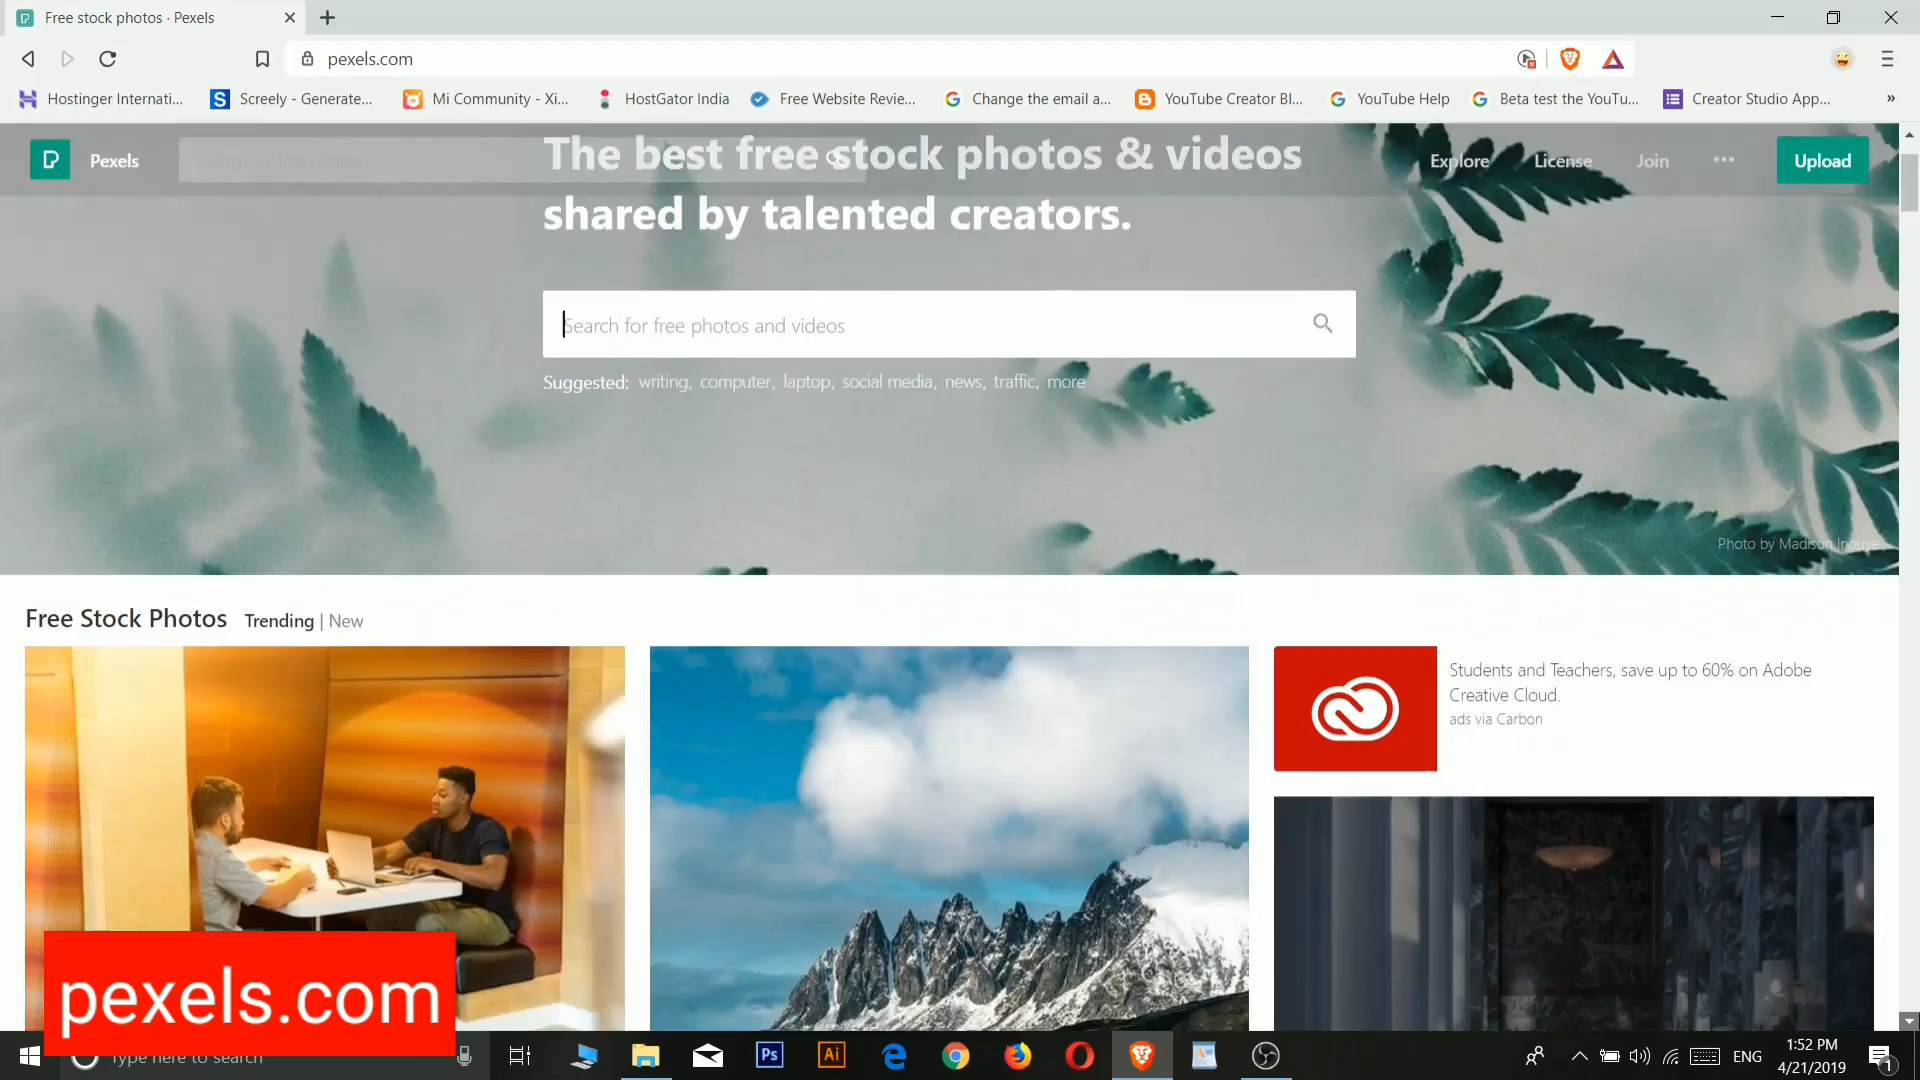 Free stock photos · Pexels
pexels.com
Hostinger Internati...
Screely - Generate...
Mi Community - Xi...
HostGator India
Free Website Revie...
Change the email a...
YouTube Creator Bl...
YouTube Help
Beta test the YouTu...
Creator Studio App...
»
Pexels
Explore
License
Join
Upload
The best free stock photos & videos
shared by talented creators.
Search for free photos and videos
Suggested: writing, computer, laptop, social media, news, traffic, more
Photo by Madison Inouye
Free Stock Photos Trending | New
Students and Teachers, save up to 60% on Adobe
Creative Cloud.
ads via Carbon
pexels.com
Type here to search
Ps
Ai
ENG
1:52 PM
4/21/2019
1